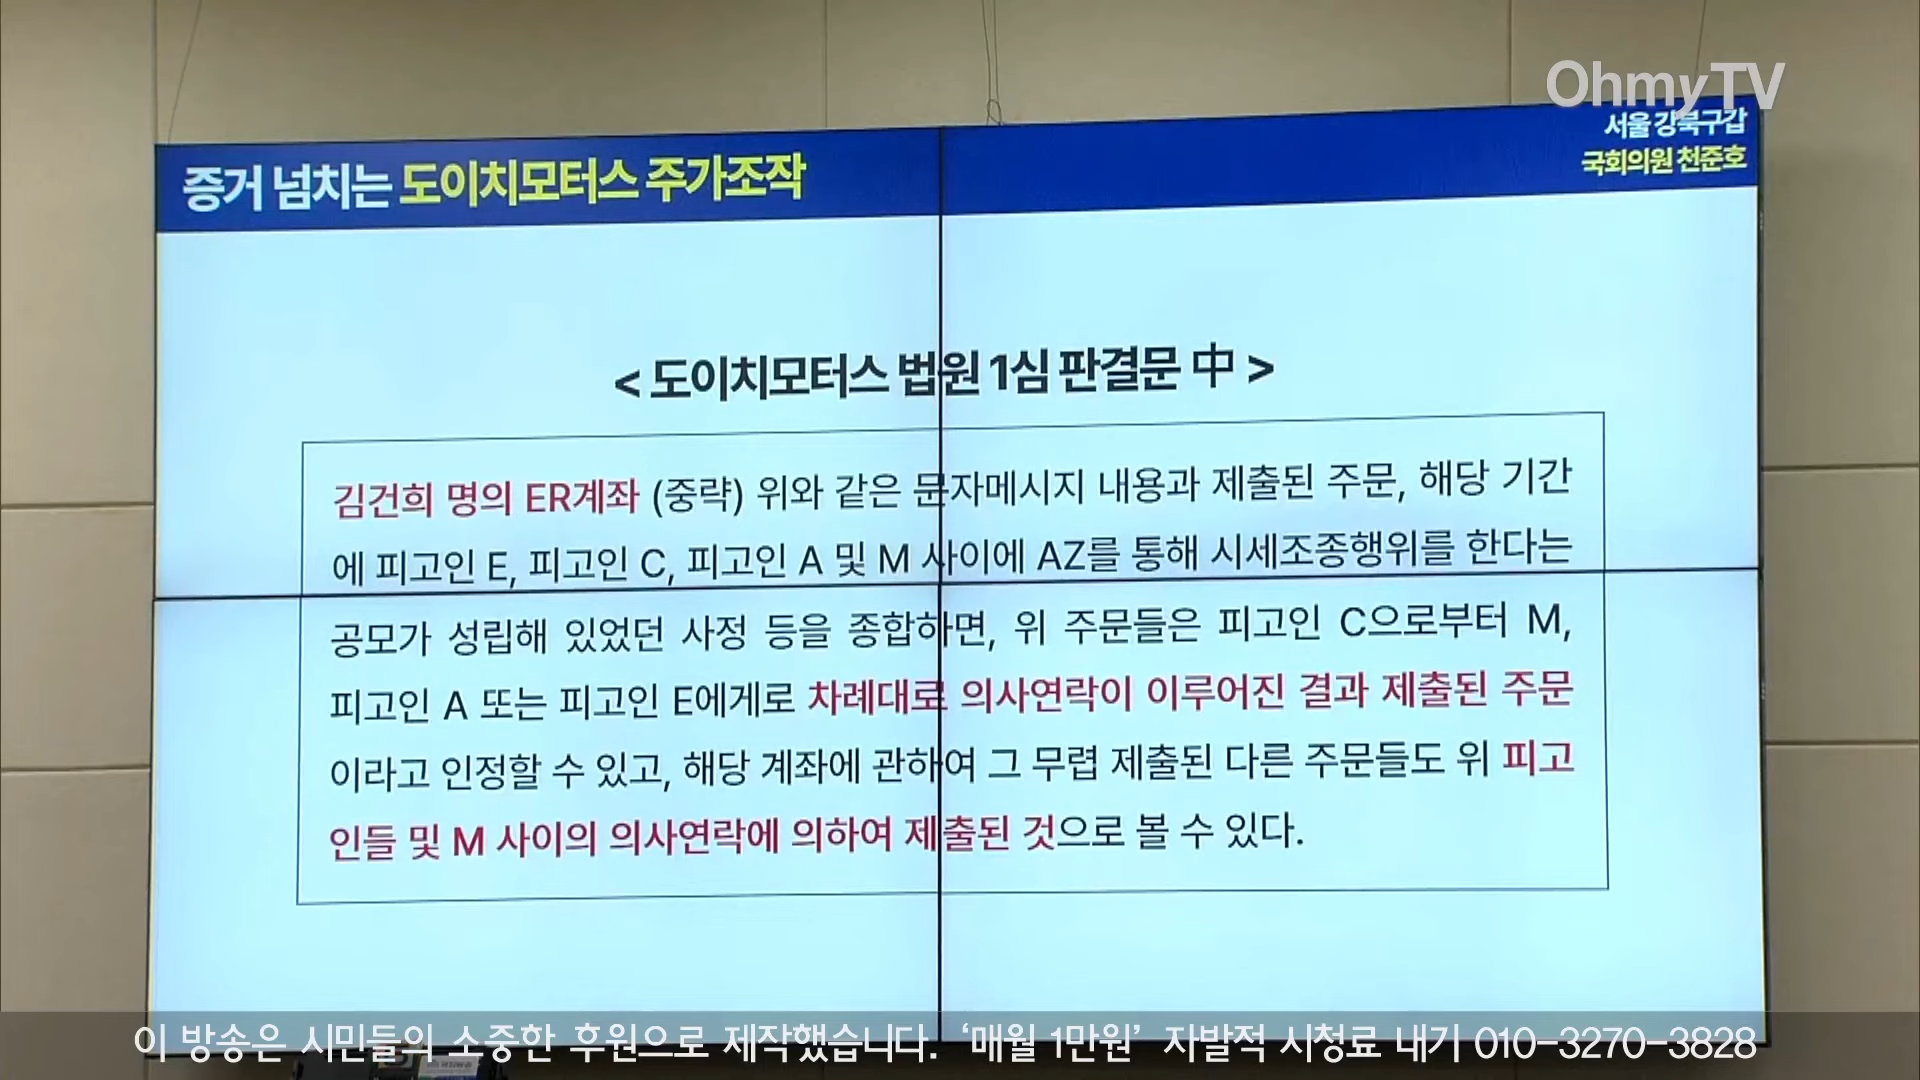 OhmyTV
서울 강북구갑
국회의원 천준호
증거 넘치는 도이치모터스 주가조작
< 도이치모터스 법원 1심 판결문 中 >
김건희 명의 ER계좌 (중략) 위와 같은 문자메시지 내용과 제출된 주문, 해당 기간
에 피고인 E, 피고인 C, 피고인 A 및 M 사이에 AZ를 통해 시세조종행위를 한다는
공모가 성립해 있었던 사정 등을 종합하면, 위 주문들은 피고인 C으로부터 M,
피고인 A 또는 피고인 E에게로 차례대로 의사연락이 이루어진 결과 제출된 주문
이라고 인정할 수 있고, 해당 계좌에 관하여 그 무렵 제출된 다른 주문들도 위 피고
인들 및 M 사이의 의사연락에 의하여 제출된 것으로 볼 수 있다.
이 방송은 시민들의 소중한 후원으로 제작했습니다. ‘매월 1만원’ 자발적 시청료 내기 010-3270-3828